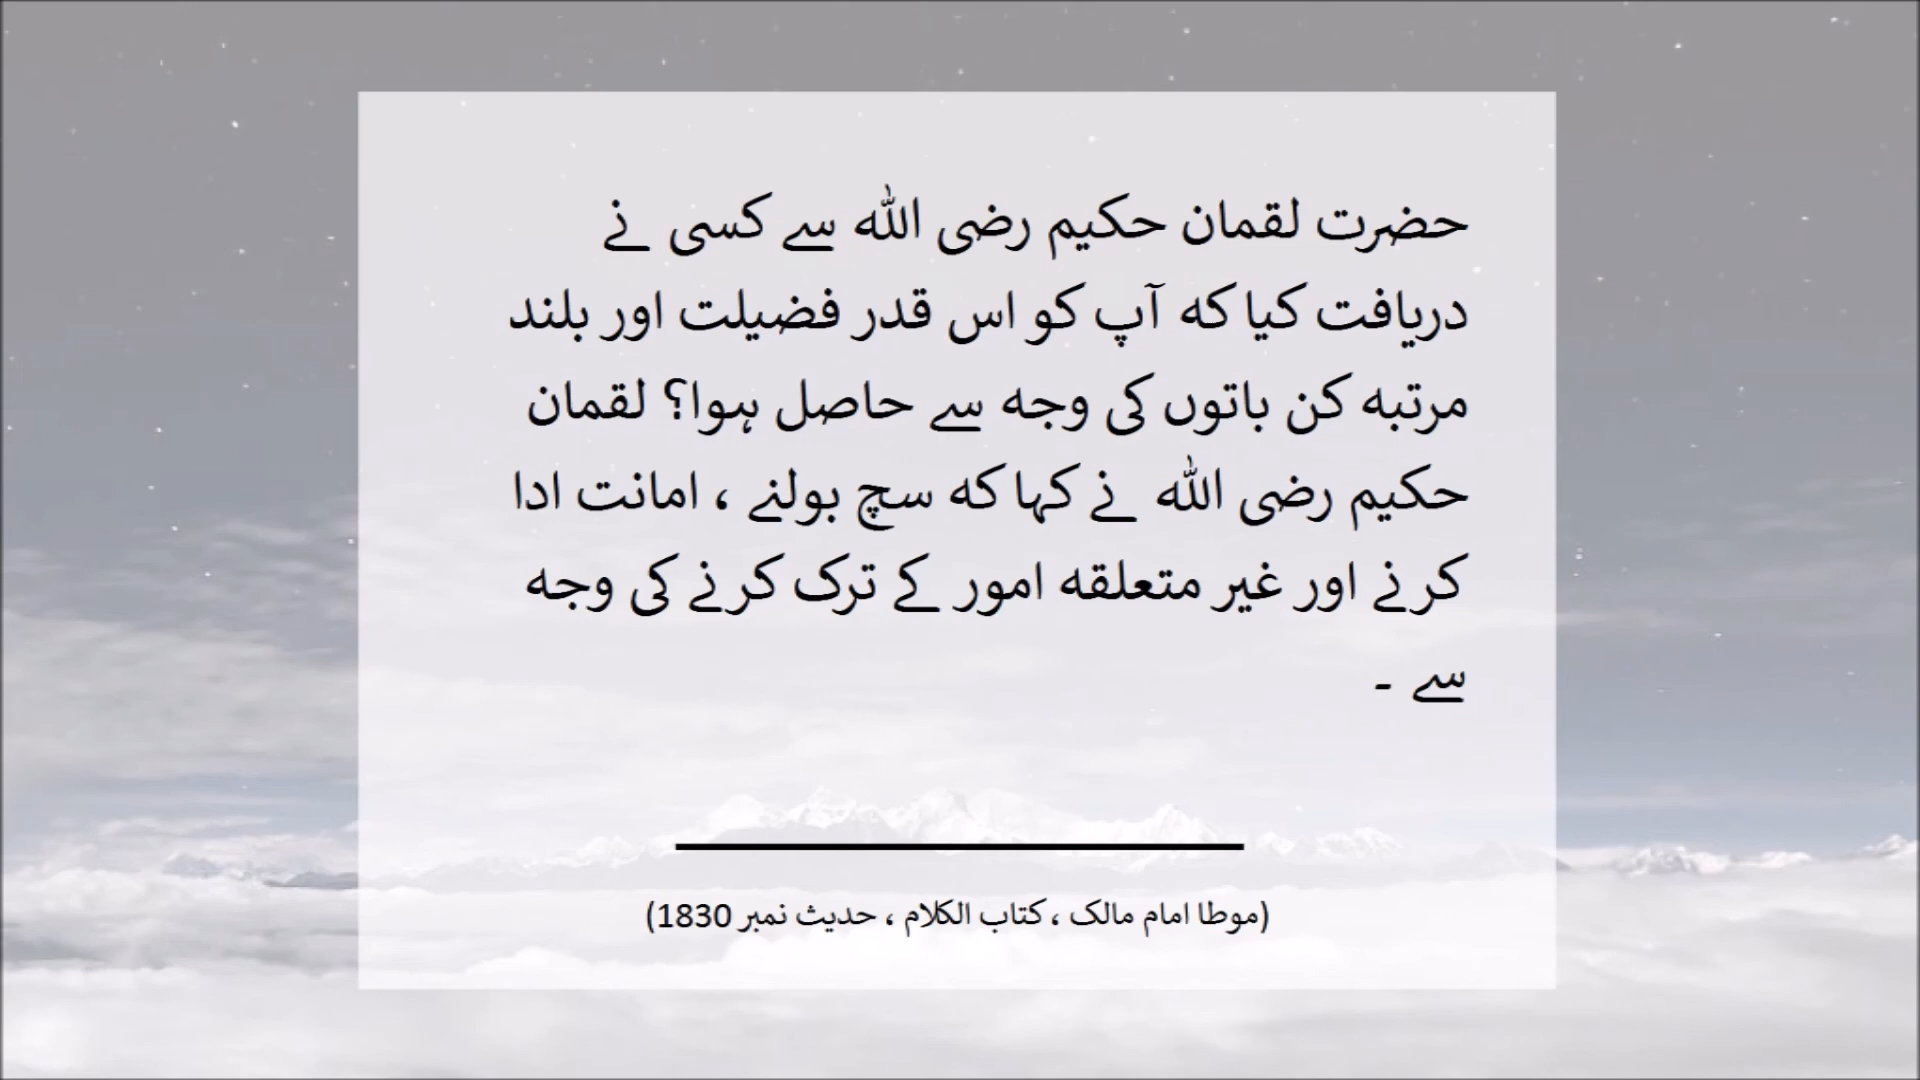 حضرت لقمان حکیم رضی اللہ سے کسی نے
دریافت کیا کہ آپ کو اس قدر فضیلت اور بلند
مرتبہ کن باتوں کی وجہ سے حاصل ہوا؟ لقمان
حکیم رضی اللہ نے کہا کہ سچ بولنے ، امانت ادا
کرنے اور غیر متعلقہ امور کے ترک کرنے کی وجہ
سے ۔
(موطا امام مالک ، کتاب الکلام ، حدیث نمبر 1830)